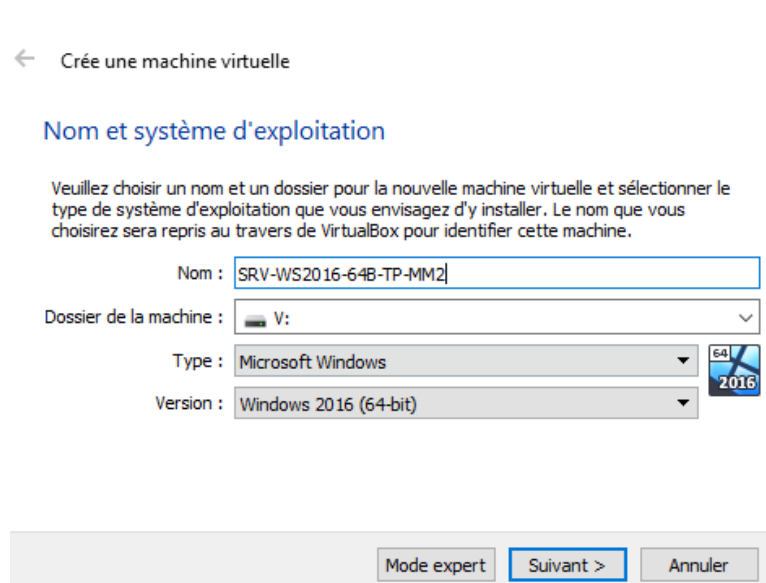 Crée une machine virtuelle
Nom et système d'exploitation
Veuillez choisir un nom et un dossier pour la nouvelle machine virtuelle et sélectionner le
type de système d'exploitation que vous envisagez d'y installer. Le nom que vous
choisirez sera repris au travers de VirtualBox pour identifier cette machine.
Nom : SRV-WS2016-64B-TP-MM2
Dossier de la machine : V:
Type : Microsoft Windows
64
2016
Version : Windows 2016 (64-bit)
Mode expert Suivant > Annuler